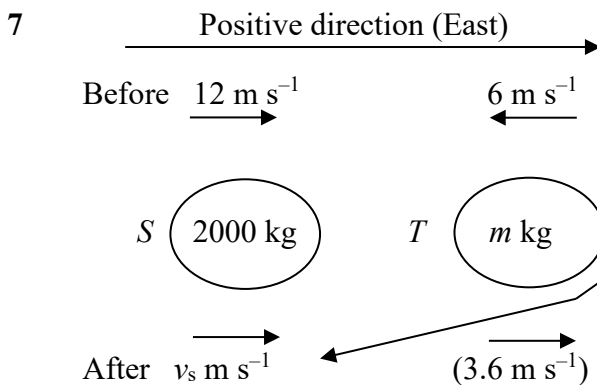 7 Positive direction (East)
Before 12 m s⁻¹ 6 m s⁻¹
S 2000 kg T m kg
After vₛ m s⁻¹ (3.6 m s⁻¹)